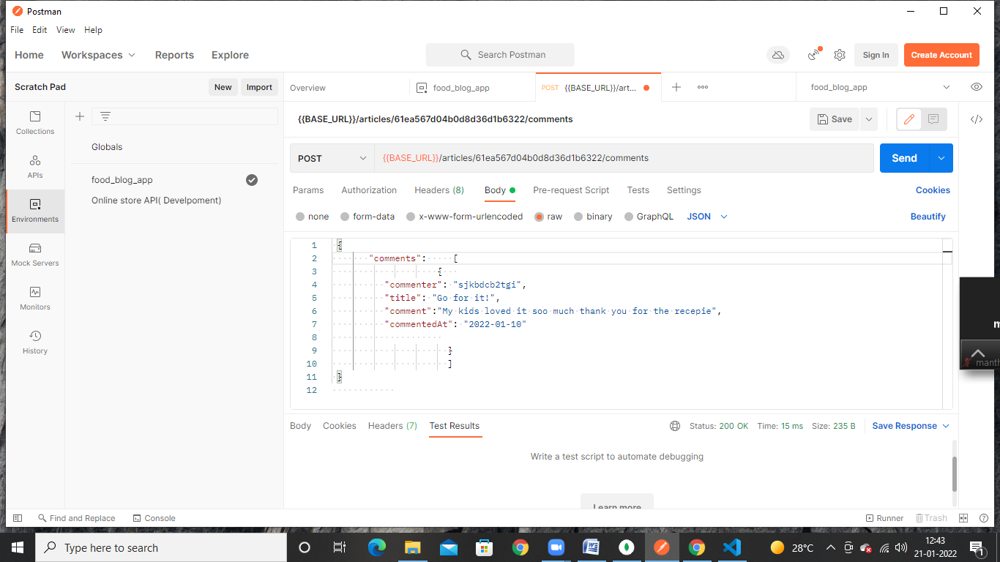 Postman
File Edit View Help
Home Workspaces Reports Explore Search Postman Sign In Create Account
Scratch Pad New Import Overview food_blog_app POST {{BASE_URL}}/art... food_blog_app
{{BASE_URL}}/articles/61ea567d04b0d8d36d1b6322/comments Save
Collections
Globals
POST {{BASE_URL}}/articles/61ea567d04b0d8d36d1b6322/comments Send
APIs
food_blog_app
Params Authorization Headers (8) Body Pre-request Script Tests Settings Cookies
Online store API( Develpoment)
Environments
none form-data x-www-form-urlencoded raw binary GraphQL JSON Beautify
Mock Servers
Monitors
History
1 {
2 "comments": [
3 {
4 "commenter": "sjkbdcb2tgi",
5 "title": "Go for it!",
6 "comment":"My kids loved it soo much thank you for the recepie",
7 "commentedAt": "2022-01-10"
8
9 }
10 ]
11 }
12
m
manth
Body Cookies Headers (7) Test Results Status: 200 OK Time: 15 ms Size: 235 B Save Response
Write a test script to automate debugging
Learn more
Find and Replace Console Runner Trash
Type here to search 28°C 12:43
21-01-2022 1